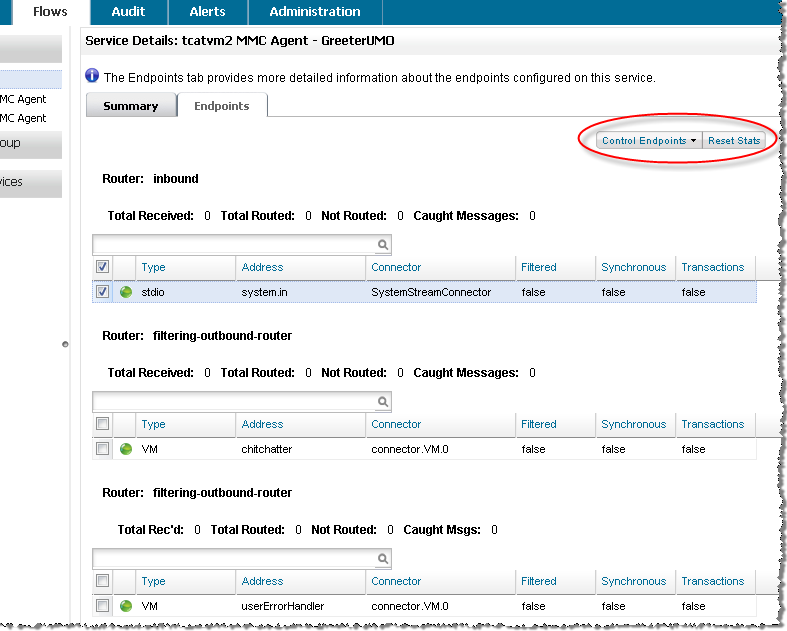 Flows Audit Alerts Administration
Service Details: tcatvm2 MMC Agent - GreeterUMO
The Endpoints tab provides more detailed information about the endpoints configured on this service.
MC Agent
MC Agent
oup
vices
Summary Endpoints
Control Endpoints Reset Stats
Router: inbound
Total Received: 0 Total Routed: 0 Not Routed: 0 Caught Messages: 0
Type Address Connector Filtered Synchronous Transactions
stdio system.in SystemStreamConnector false false false
Router: filtering-outbound-router
Total Received: 0 Total Routed: 0 Not Routed: 0 Caught Messages: 0
Type Address Connector Filtered Synchronous Transactions
VM chitchatter connector.VM.0 false false false
Router: filtering-outbound-router
Total Rec'd: 0 Total Routed: 0 Not Routed: 0 Caught Msgs: 0
Type Address Connector Filtered Synchronous Transactions
VM userErrorHandler connector.VM.0 false false false